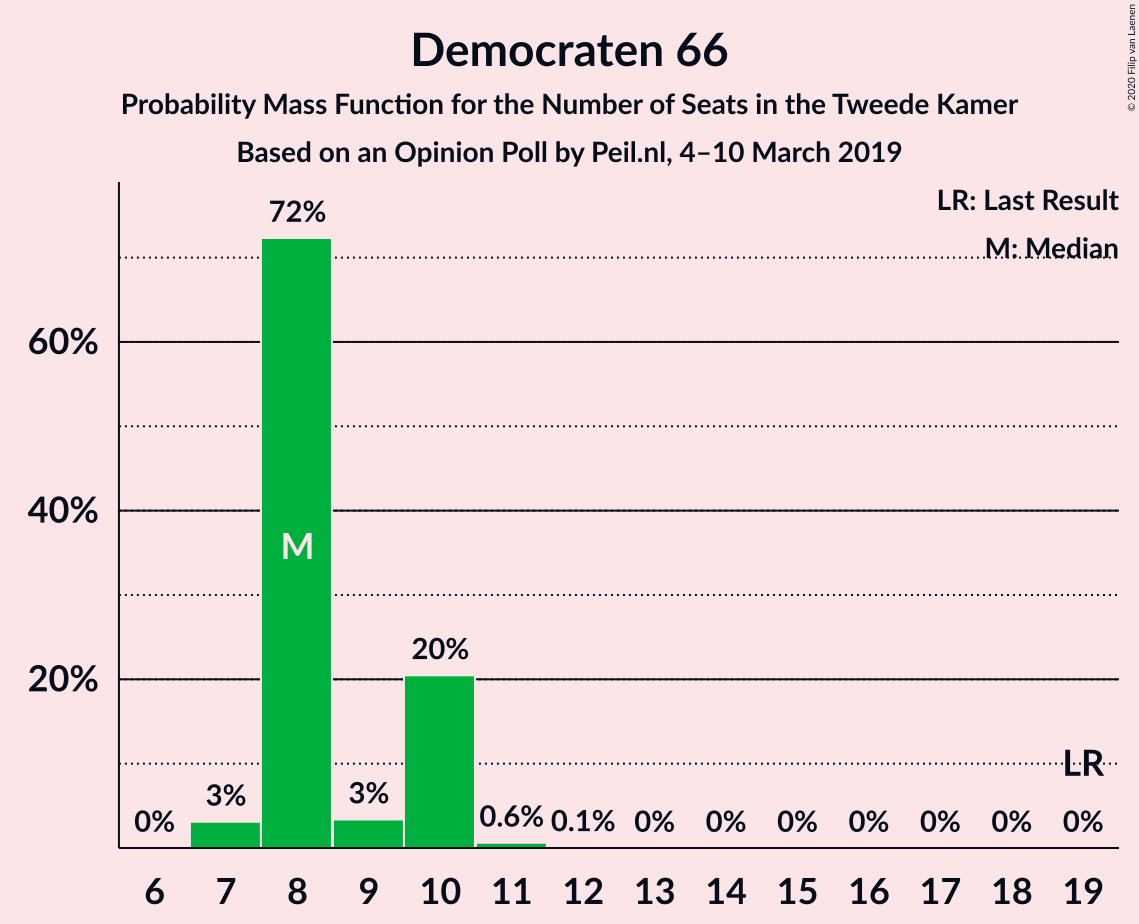 Democraten 66
Probability Mass Function for the Number of Seats in the Tweede Kamer
Based on an Opinion Poll by Peil.nl, 4–10 March 2019
© 2020 Filip van Laenen
LR: Last Result
M: Median
60%
40%
20%
0%
3%
72%
M
3%
20%
0.6%
0.1%
0%
0%
0%
0%
0%
0%
0%
LR
6 7 8 9 10 11 12 13 14 15 16 17 18 19